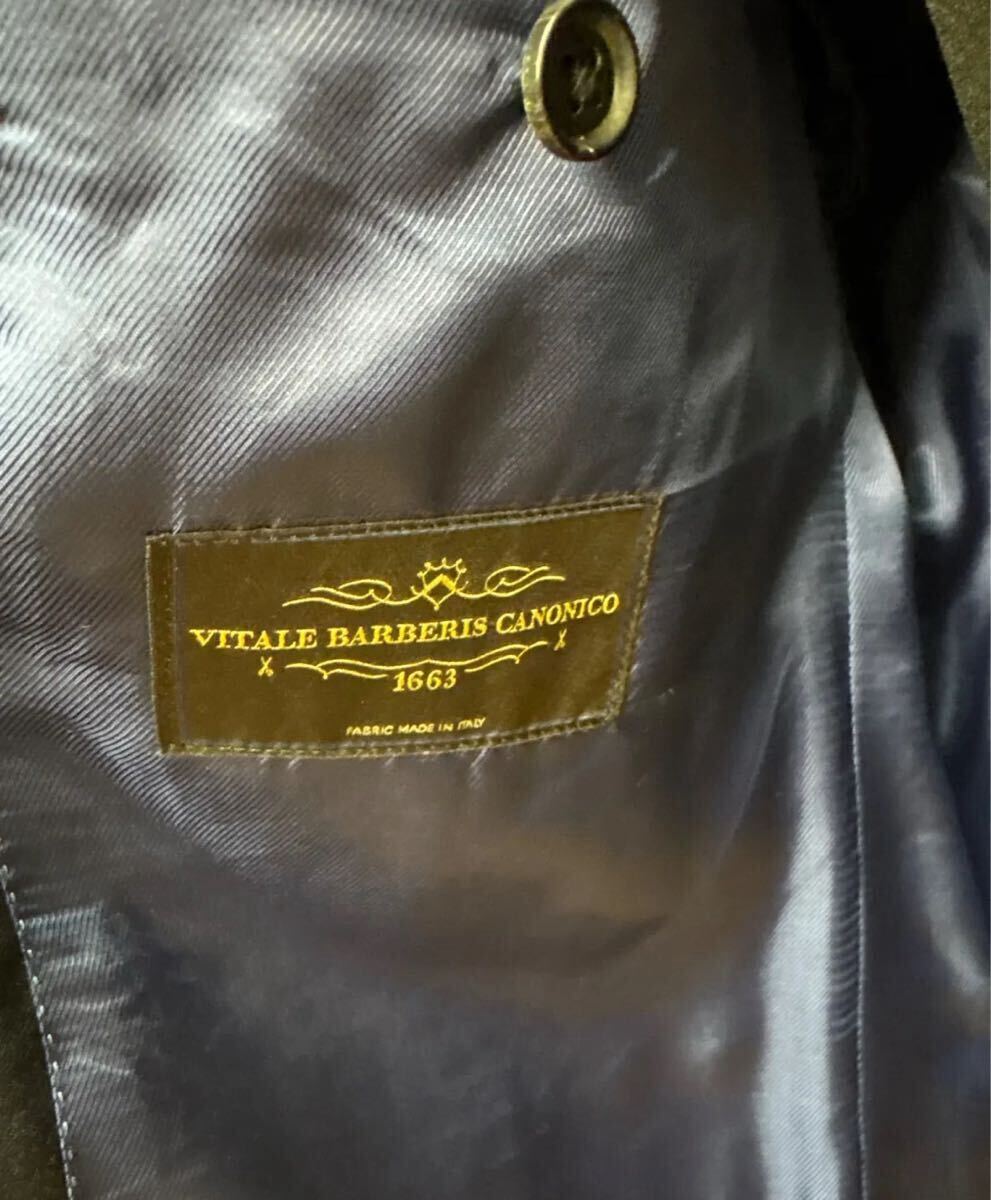 VITALE BARBERIS CANONICO
1663
FABRIC MADE IN ITALY